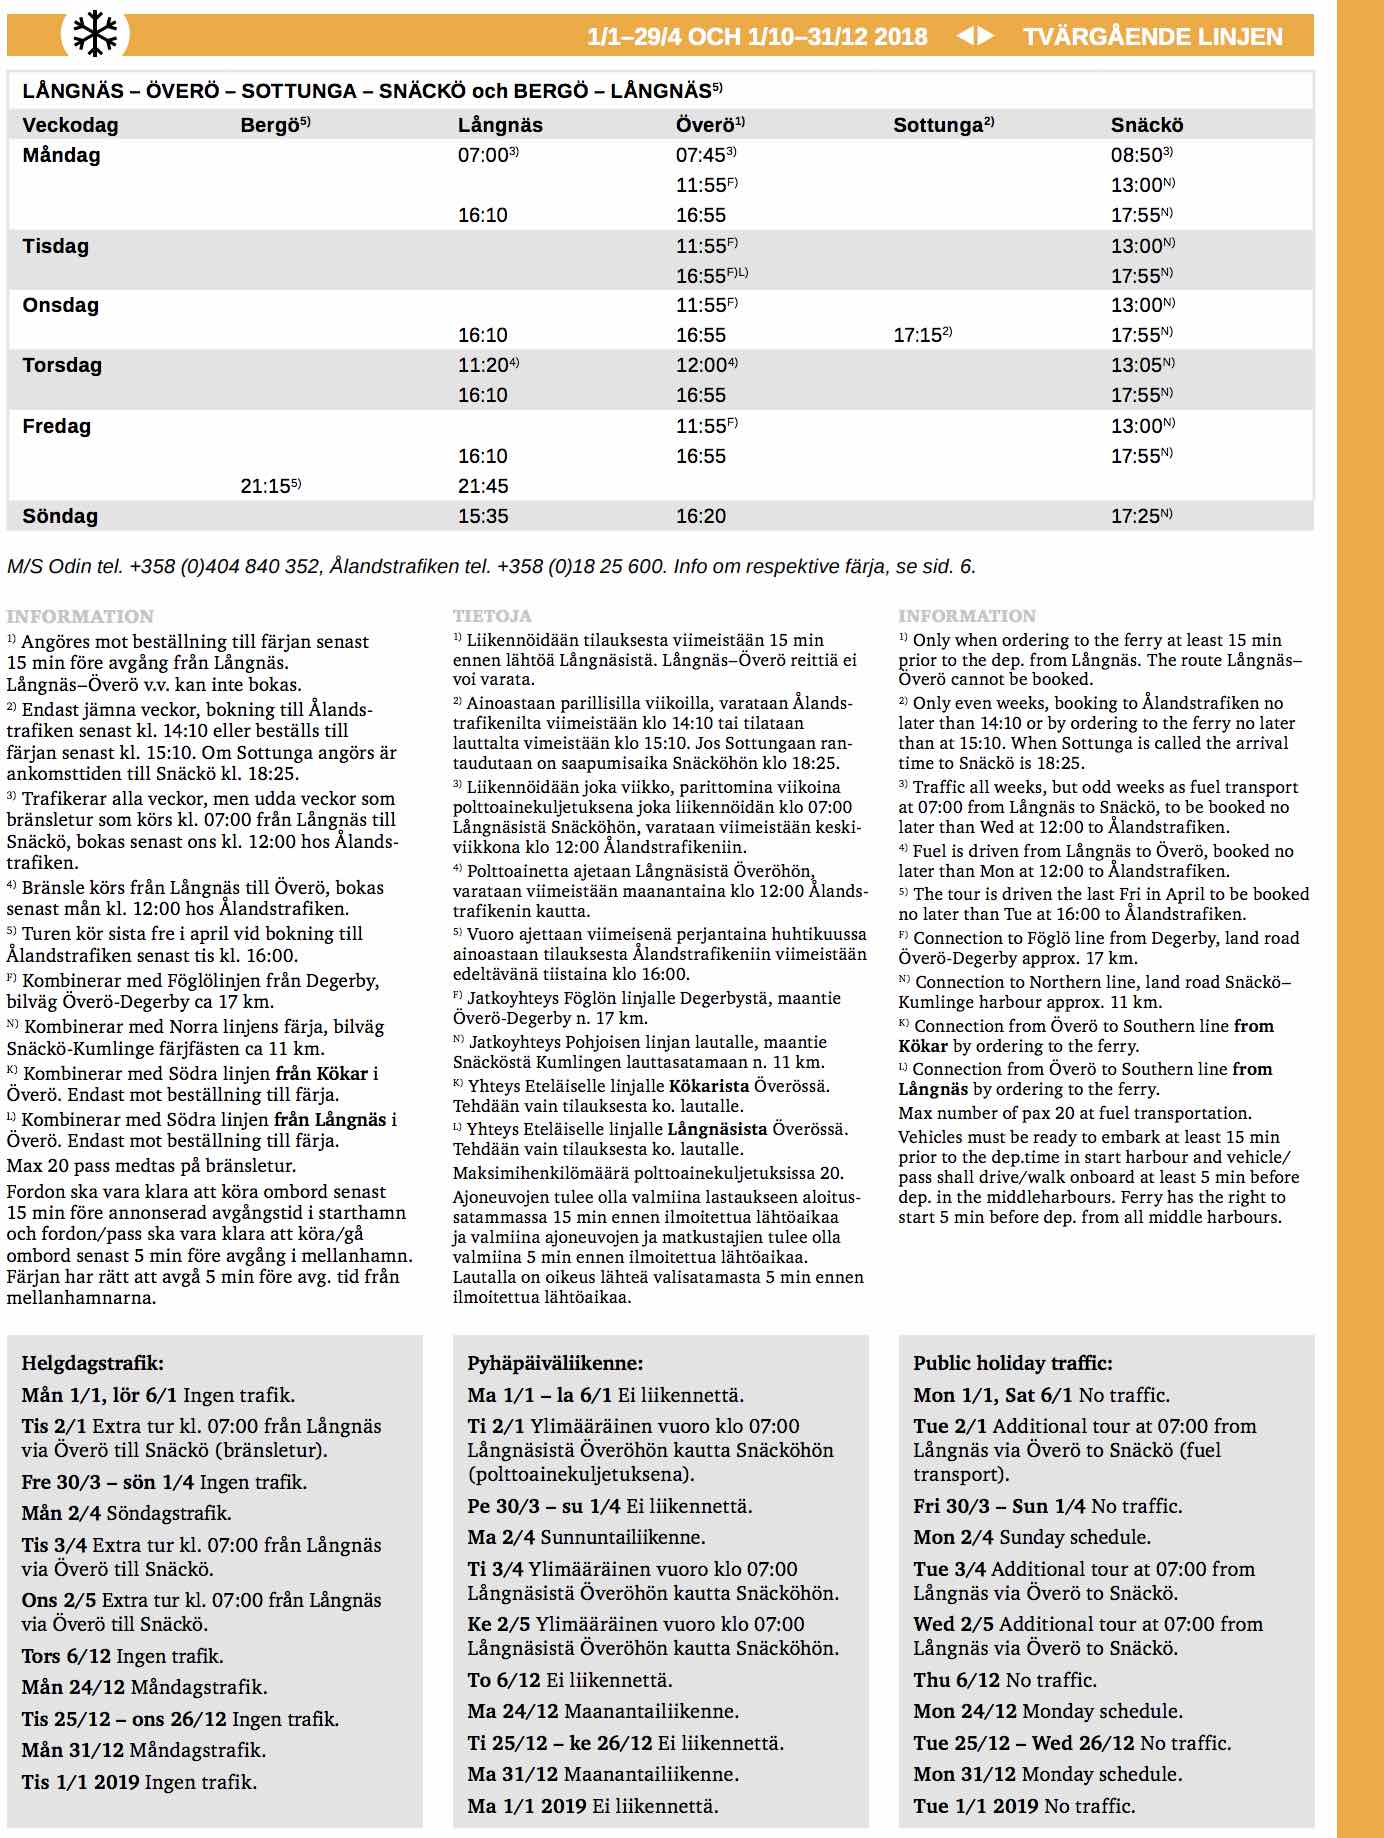 1/1–29/4 OCH 1/10–31/12 2018 ◀▶ TVÄRGÅENDE LINJEN
LÅNGNÄS – ÖVERÖ – SOTTUNGA – SNÄCKÖ och BERGÖ – LÅNGNÄS5)
Veckodag Bergö5) Långnäs Överö1) Sottunga2) Snäckö
Måndag 07:003) 07:453) 08:503)
11:55F) 13:00N)
16:10 16:55 17:55N)
Tisdag 11:55F) 13:00N)
16:55F)L) 17:55N)
Onsdag 11:55F) 13:00N)
16:10 16:55 17:152) 17:55N)
Torsdag 11:204) 12:004) 13:05N)
16:10 16:55 17:55N)
Fredag 11:55F) 13:00N)
16:10 16:55 17:55N)
21:155) 21:45
Söndag 15:35 16:20 17:25N)
M/S Odin tel. +358 (0)404 840 352, Ålandstrafiken tel. +358 (0)18 25 600. Info om respektive färja, se sid. 6.
INFORMATION
1) Angöres mot beställning till färjan senast
15 min före avgång från Långnäs.
Långnäs–Överö v.v. kan inte bokas.
2) Endast jämna veckor, bokning till Ålands-
trafiken senast kl. 14:10 eller beställs till
färjan senast kl. 15:10. Om Sottunga angörs är
ankomsttiden till Snäckö kl. 18:25.
3) Trafikerar alla veckor, men udda veckor som
bränsletur som körs kl. 07:00 från Långnäs till
Snäckö, bokas senast ons kl. 12:00 hos Ålands-
trafiken.
4) Bränsle körs från Långnäs till Överö, bokas
senast mån kl. 12:00 hos Ålandstrafiken.
5) Turen kör sista fre i april vid bokning till
Ålandstrafiken senast tis kl. 16:00.
F) Kombinerar med Föglölinjen från Degerby,
bilväg Överö-Degerby ca 17 km.
N) Kombinerar med Norra linjens färja, bilväg
Snäckö-Kumlinge färjfästen ca 11 km.
K) Kombinerar med Södra linjen från Kökar i
Överö. Endast mot beställning till färja.
L) Kombinerar med Södra linjen från Långnäs i
Överö. Endast mot beställning till färja.
Max 20 pass medtas på bränsletur.
Fordon ska vara klara att köra ombord senast
15 min före annonserad avgångstid i starthamn
och fordon/pass ska vara klara att köra/gå
ombord senast 5 min före avgång i mellanhamn.
Färjan har rätt att avgå 5 min före avg. tid från
mellanhamnarna.
TIETOJA
1) Liikennöidään tilauksesta viimeistään 15 min
ennen lähtöä Långnäsistä. Långnäs–Överö reittiä ei
voi varata.
2) Ainoastaan parillisilla viikoilla, varataan Ålands-
trafikenilta viimeistään klo 14:10 tai tilataan
lauttalta vimeistään klo 15:10. Jos Sottungaan ran-
taudutaan on saapumisaika Snäcköhön klo 18:25.
3) Liikennöidään joka viikko, parittomina viikoina
polttoainekuljetuksena joka liikennöidän klo 07:00
Långnäsistä Snäcköhön, varataan viimeistään keski-
viikkona klo 12:00 Ålandstrafikeniin.
4) Polttoainetta ajetaan Långnäsistä Överöhön,
varataan viimeistään maanantaina klo 12:00 Ålands-
trafikenin kautta.
5) Vuoro ajettaan viimeisenä perjantaina huhtikuussa
ainoastaan tilauksesta Ålandstrafikeniin viimeistään
edeltävänä tiistaina klo 16:00.
F) Jatkoyhteys Föglön linjalle Degerbystä, maantie
Överö-Degerby n. 17 km.
N) Jatkoyhteys Pohjoisen linjan lautalle, maantie
Snäcköstä Kumlingen lauttasatamaan n. 11 km.
K) Yhteys Eteläiselle linjalle Kökarista Överössä.
Tehdään vain tilauksesta ko. lautalle.
L) Yhteys Eteläiselle linjalle Långnäsista Överössä.
Tehdään vain tilauksesta ko. lautalle.
Maksimihenkilömäärä polttoainekuljetuksissa 20.
Ajoneuvojen tulee olla valmiina lastaukseen aloitus-
satammassa 15 min ennen ilmoitettua lähtöaikaa
ja valmiina ajoneuvojen ja matkustajien tulee olla
valmiina 5 min ennen ilmoitettua lähtöaikaa.
Lautalla on oikeus lähteä valisatamasta 5 min ennen
ilmoitettua lähtöaikaa.
INFORMATION
1) Only when ordering to the ferry at least 15 min
prior to the dep. from Långnäs. The route Långnäs–
Överö cannot be booked.
2) Only even weeks, booking to Ålandstrafiken no
later than 14:10 or by ordering to the ferry no later
than at 15:10. When Sottunga is called the arrival
time to Snäckö is 18:25.
3) Traffic all weeks, but odd weeks as fuel transport
at 07:00 from Långnäs to Snäckö, to be booked no
later than Wed at 12:00 to Ålandstrafiken.
4) Fuel is driven from Långnäs to Överö, booked no
later than Mon at 12:00 to Ålandstrafiken.
5) The tour is driven the last Fri in April to be booked
no later than Tue at 16:00 to Ålandstrafiken.
F) Connection to Föglö line from Degerby, land road
Överö-Degerby approx. 17 km.
N) Connection to Northern line, land road Snäckö–
Kumlinge harbour approx. 11 km.
K) Connection from Överö to Southern line from
Kökar by ordering to the ferry.
L) Connection from Överö to Southern line from
Långnäs by ordering to the ferry.
Max number of pax 20 at fuel transportation.
Vehicles must be ready to embark at least 15 min
prior to the dep.time in start harbour and vehicle/
pass shall drive/walk onboard at least 5 min before
dep. in the middleharbours. Ferry has the right to
start 5 min before dep. from all middle harbours.
Helgdagstrafik:
Mån 1/1, lör 6/1 Ingen trafik.
Tis 2/1 Extra tur kl. 07:00 från Långnäs
via Överö till Snäckö (bränsletur).
Fre 30/3 – sön 1/4 Ingen trafik.
Mån 2/4 Söndagstrafik.
Tis 3/4 Extra tur kl. 07:00 från Långnäs
via Överö till Snäckö.
Ons 2/5 Extra tur kl. 07:00 från Långnäs
via Överö till Snäckö.
Tors 6/12 Ingen trafik.
Mån 24/12 Måndagstrafik.
Tis 25/12 – ons 26/12 Ingen trafik.
Mån 31/12 Måndagstrafik.
Tis 1/1 2019 Ingen trafik.
Pyhäpäiväliikenne:
Ma 1/1 – la 6/1 Ei liikennettä.
Ti 2/1 Ylimääräinen vuoro klo 07:00
Långnäsistä Överöhön kautta Snäcköhön
(polttoainekuljetuksena).
Pe 30/3 – su 1/4 Ei liikennettä.
Ma 2/4 Sunnuntailiikenne.
Ti 3/4 Ylimääräinen vuoro klo 07:00
Långnäsistä Överöhön kautta Snäcköhön.
Ke 2/5 Ylimääräinen vuoro klo 07:00
Långnäsistä Överöhön kautta Snäcköhön.
To 6/12 Ei liikennettä.
Ma 24/12 Maanantailiikenne.
Ti 25/12 – ke 26/12 Ei liikennettä.
Ma 31/12 Maanantailiikenne.
Ma 1/1 2019 Ei liikennettä.
Public holiday traffic:
Mon 1/1, Sat 6/1 No traffic.
Tue 2/1 Additional tour at 07:00 from
Långnäs via Överö to Snäckö (fuel
transport).
Fri 30/3 – Sun 1/4 No traffic.
Mon 2/4 Sunday schedule.
Tue 3/4 Additional tour at 07:00 from
Långnäs via Överö to Snäckö.
Wed 2/5 Additional tour at 07:00 from
Långnäs via Överö to Snäckö.
Thu 6/12 No traffic.
Mon 24/12 Monday schedule.
Tue 25/12 – Wed 26/12 No traffic.
Mon 31/12 Monday schedule.
Tue 1/1 2019 No traffic.